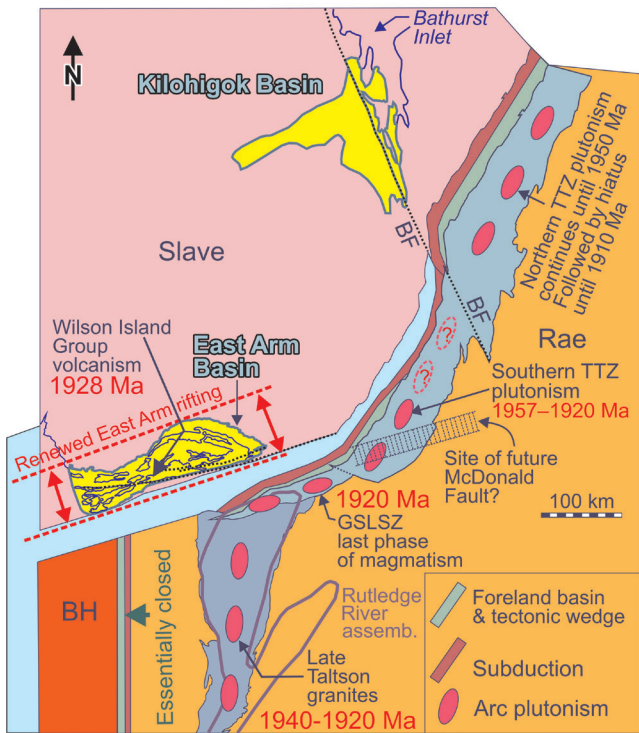 Bathurst
Inlet
N
Kilohigok Basin
BF
Northern TTZ plutonism
continues until 1950 Ma
Followed by hiatus
until 1910 Ma
Slave
BF
Rae
Wilson Island
Group
volcanism
1928 Ma
East Arm
Basin
?
?
Southern TTZ
plutonism
1957–1920 Ma
Renewed East Arm rifting
Site of future
McDonald
Fault?
100 km
1920 Ma
GSLSZ
last phase
of magmatism
BH
Essentially closed
Rutledge
River
assemb.
Late
Taltson
granites
1940-1920 Ma
Foreland basin
& tectonic wedge
Subduction
Arc plutonism